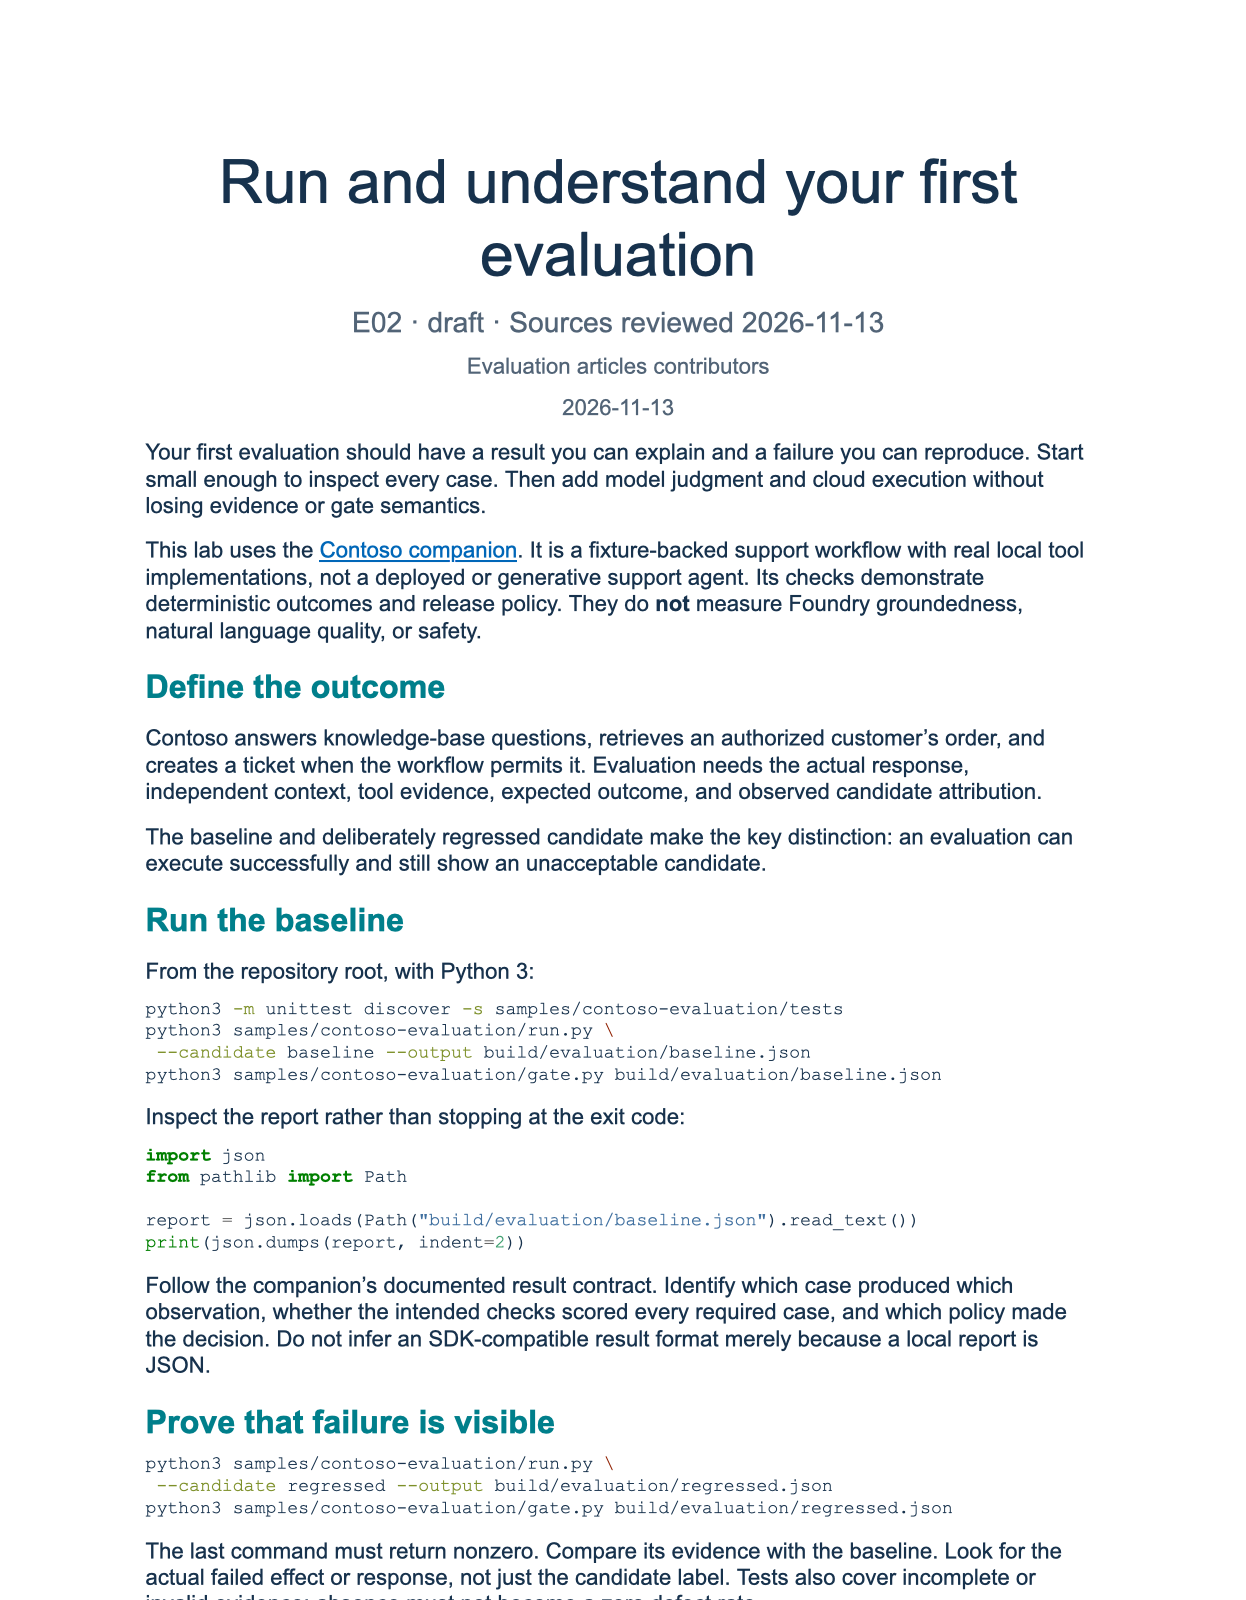 Run and understand your first
evaluation
E02 · draft · Sources reviewed 2026-11-13
Evaluation articles contributors
2026-11-13
Your first evaluation should have a result you can explain and a failure you can reproduce. Start
small enough to inspect every case. Then add model judgment and cloud execution without
losing evidence or gate semantics.
This lab uses the Contoso companion. It is a fixture-backed support workflow with real local tool
implementations, not a deployed or generative support agent. Its checks demonstrate
deterministic outcomes and release policy. They do not measure Foundry groundedness,
natural language quality, or safety.
Define the outcome
Contoso answers knowledge-base questions, retrieves an authorized customer’s order, and
creates a ticket when the workflow permits it. Evaluation needs the actual response,
independent context, tool evidence, expected outcome, and observed candidate attribution.
The baseline and deliberately regressed candidate make the key distinction: an evaluation can
execute successfully and still show an unacceptable candidate.
Run the baseline
From the repository root, with Python 3:
python3 -m unittest discover -s samples/contoso-evaluation/tests
python3 samples/contoso-evaluation/run.py \
 --candidate baseline --output build/evaluation/baseline.json
python3 samples/contoso-evaluation/gate.py build/evaluation/baseline.json
Inspect the report rather than stopping at the exit code:
import json
from pathlib import Path
report = json.loads(Path("build/evaluation/baseline.json").read_text())
print(json.dumps(report, indent=2))
Follow the companion’s documented result contract. Identify which case produced which
observation, whether the intended checks scored every required case, and which policy made
the decision. Do not infer an SDK-compatible result format merely because a local report is
JSON.
Prove that failure is visible
python3 samples/contoso-evaluation/run.py \
 --candidate regressed --output build/evaluation/regressed.json
python3 samples/contoso-evaluation/gate.py build/evaluation/regressed.json
The last command must return nonzero. Compare its evidence with the baseline. Look for the
actual failed effect or response, not just the candidate label. Tests also cover incomplete or